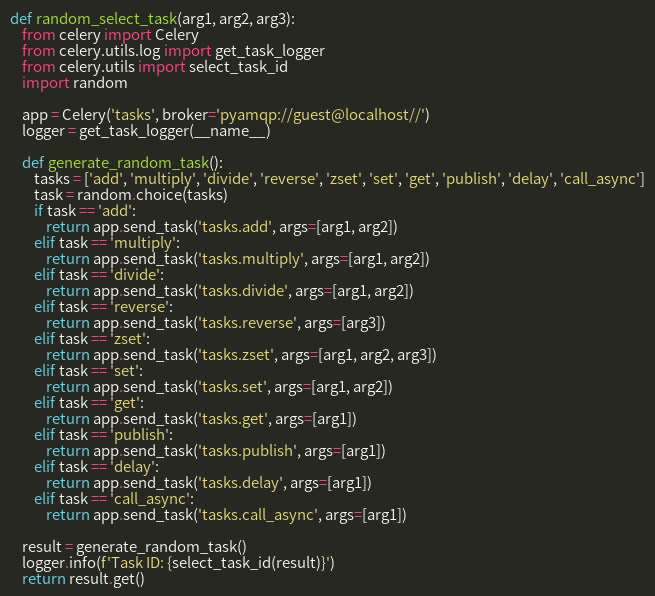 def random_select_task(arg1, arg2, arg3):
    from celery import Celery
    from celery.utils.log import get_task_logger
    from celery.utils import select_task_id
    import random

    app = Celery('tasks', broker='pyamqp://guest@localhost//')
    logger = get_task_logger(__name__)

    def generate_random_task():
        tasks = ['add', 'multiply', 'divide', 'reverse', 'zset', 'set', 'get', 'publish', 'delay', 'call_async']
        task = random.choice(tasks)
        if task == 'add':
            return app.send_task('tasks.add', args=[arg1, arg2])
        elif task == 'multiply':
            return app.send_task('tasks.multiply', args=[arg1, arg2])
        elif task == 'divide':
            return app.send_task('tasks.divide', args=[arg1, arg2])
        elif task == 'reverse':
            return app.send_task('tasks.reverse', args=[arg3])
        elif task == 'zset':
            return app.send_task('tasks.zset', args=[arg1, arg2, arg3])
        elif task == 'set':
            return app.send_task('tasks.set', args=[arg1, arg2])
        elif task == 'get':
            return app.send_task('tasks.get', args=[arg1])
        elif task == 'publish':
            return app.send_task('tasks.publish', args=[arg1])
        elif task == 'delay':
            return app.send_task('tasks.delay', args=[arg1])
        elif task == 'call_async':
            return app.send_task('tasks.call_async', args=[arg1])

    result = generate_random_task()
    logger.info(f'Task ID: {select_task_id(result)}')
    return result.get()